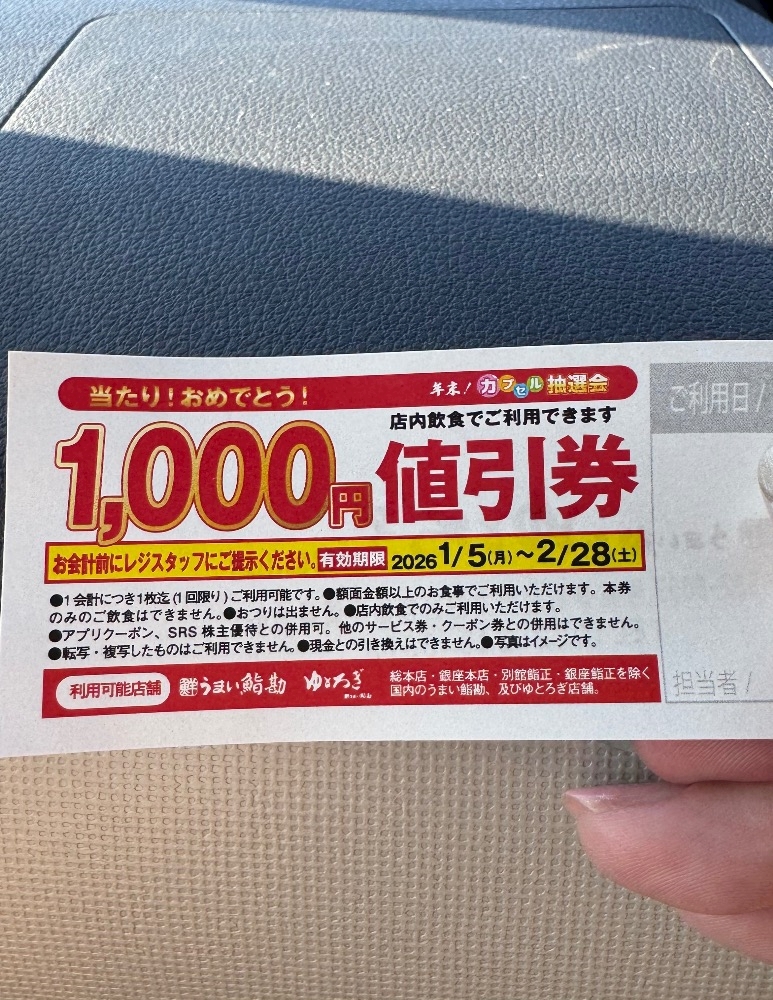 当たり!おめでとう!
年末!カプセル抽選会
店内飲食でご利用できます
1,000円値引券
お会計前にレジスタッフにご提示ください。有効期限 2026 1/5(月)〜2/28(土)
●1会計につき1枚迄(1回限り)ご利用可能です。●額面金額以上のお食事でご利用いただけます。本券
のみのご飲食はできません。●おつりは出ません。●店内飲食でのみご利用いただけます。
●アプリクーポン、SRS株主優待との併用可。他のサービス券・クーポン券との併用はできません。
●転写・複写したものはご利用できません。●現金との引き換えはできません。●写真はイメージです。
利用可能店舗 うまい鮨勘 ゆとろぎ
総本店・銀座本店・別館鮨正・銀座鮨正を除く
国内のうまい鮨勘、及びゆとろぎ店舗。
ご利用日/
担当者/